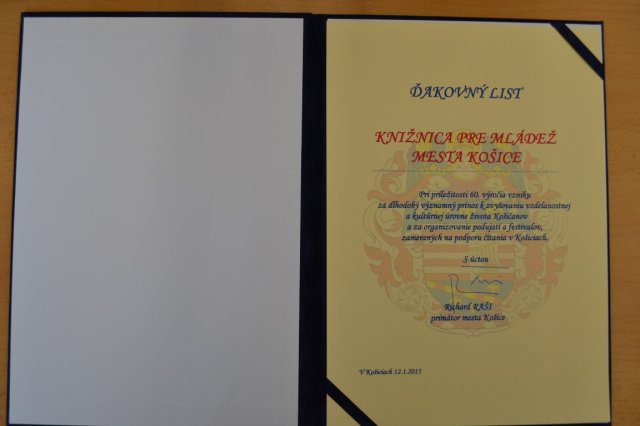 ĎAKOVNÝ LIST
KNIŽNICA PRE MLÁDEŽ
MESTA KOŠICE
Pri príležitosti 60. výročia vzniku
za dlhodobý významný prínos k zvyšovaniu vzdelanostnej
a kultúrnej úrovne života Košičanov
a za organizovanie podujatí a festivalov,
zameraných na podporu čítania v Košiciach.
S úctou
Richard RAŠI
primátor mesta Košice
V Košiciach 12.1.2015